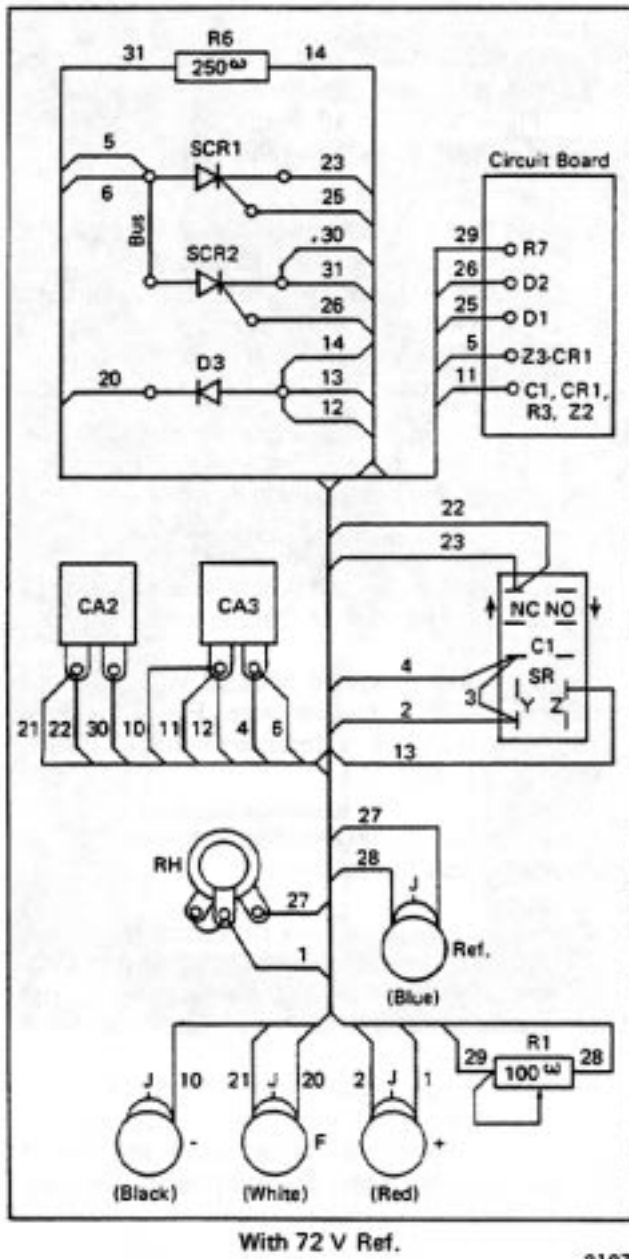 R6
31
250ω
14
5
SCR1
23
Circuit Board
6
25
Bus
30
29
R7
SCR2
31
26
D2
26
25
D1
D3
14
5
Z3-CR1
20
13
11
C1, CR1,
R3, Z2
12
22
23
CA2
CA3
NC NO
C1
4
SR
3
Y
Z
2
21
22
30
10
11
12
4
6
13
27
RH
28
J
27
Ref.
1
(Blue)
R1
29
100ω
28
J
10
21
J
20
2
J
1
-
F
+
(Black)
(White)
(Red)
With 72 V Ref.